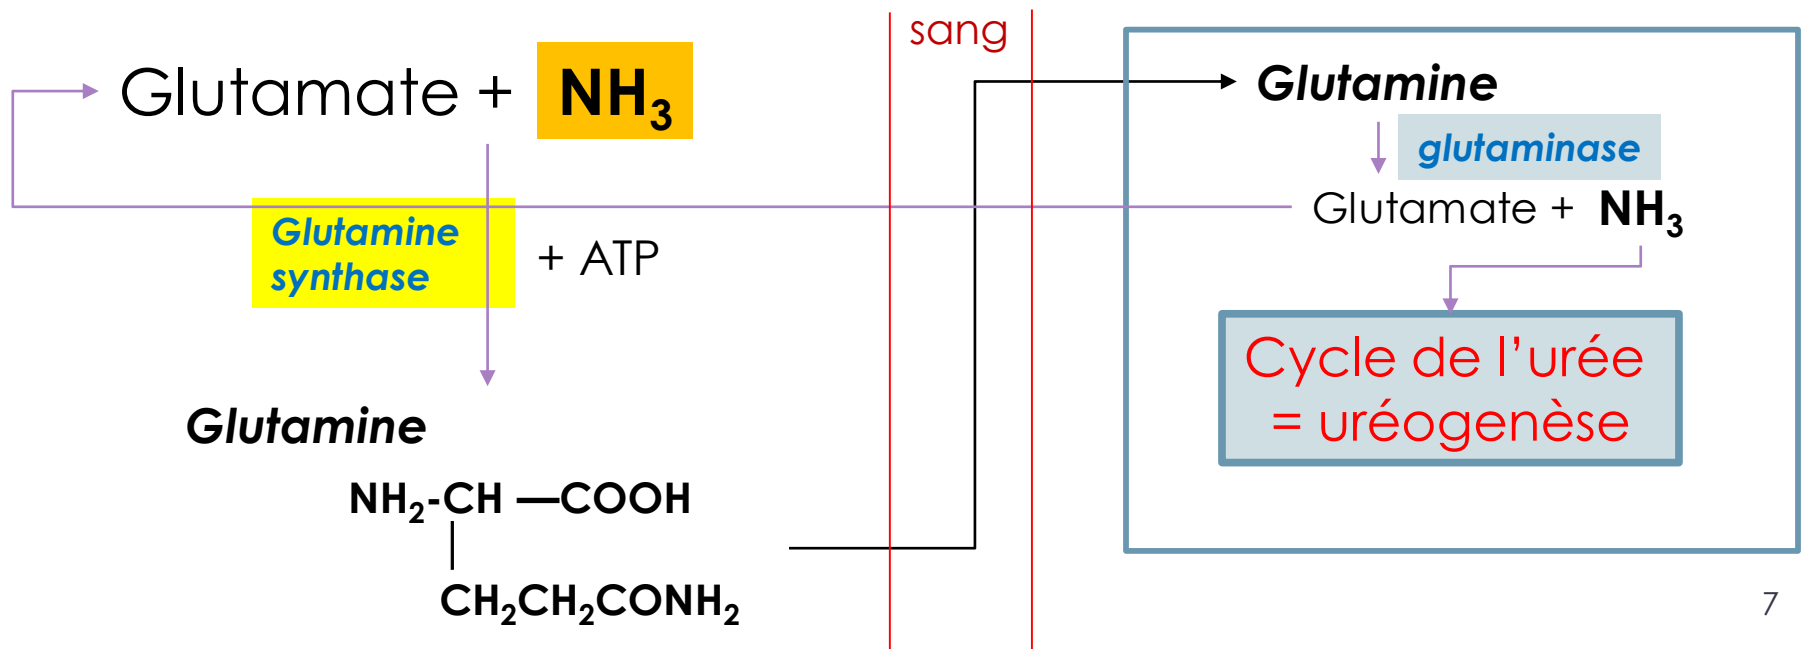 sang
Glutamate + NH3
Glutamine
synthase
+ ATP
Glutamine
NH2-CH —COOH
CH2CH2CONH2
Glutamine
glutaminase
Glutamate + NH3
Cycle de l’urée
= uréogenèse
7